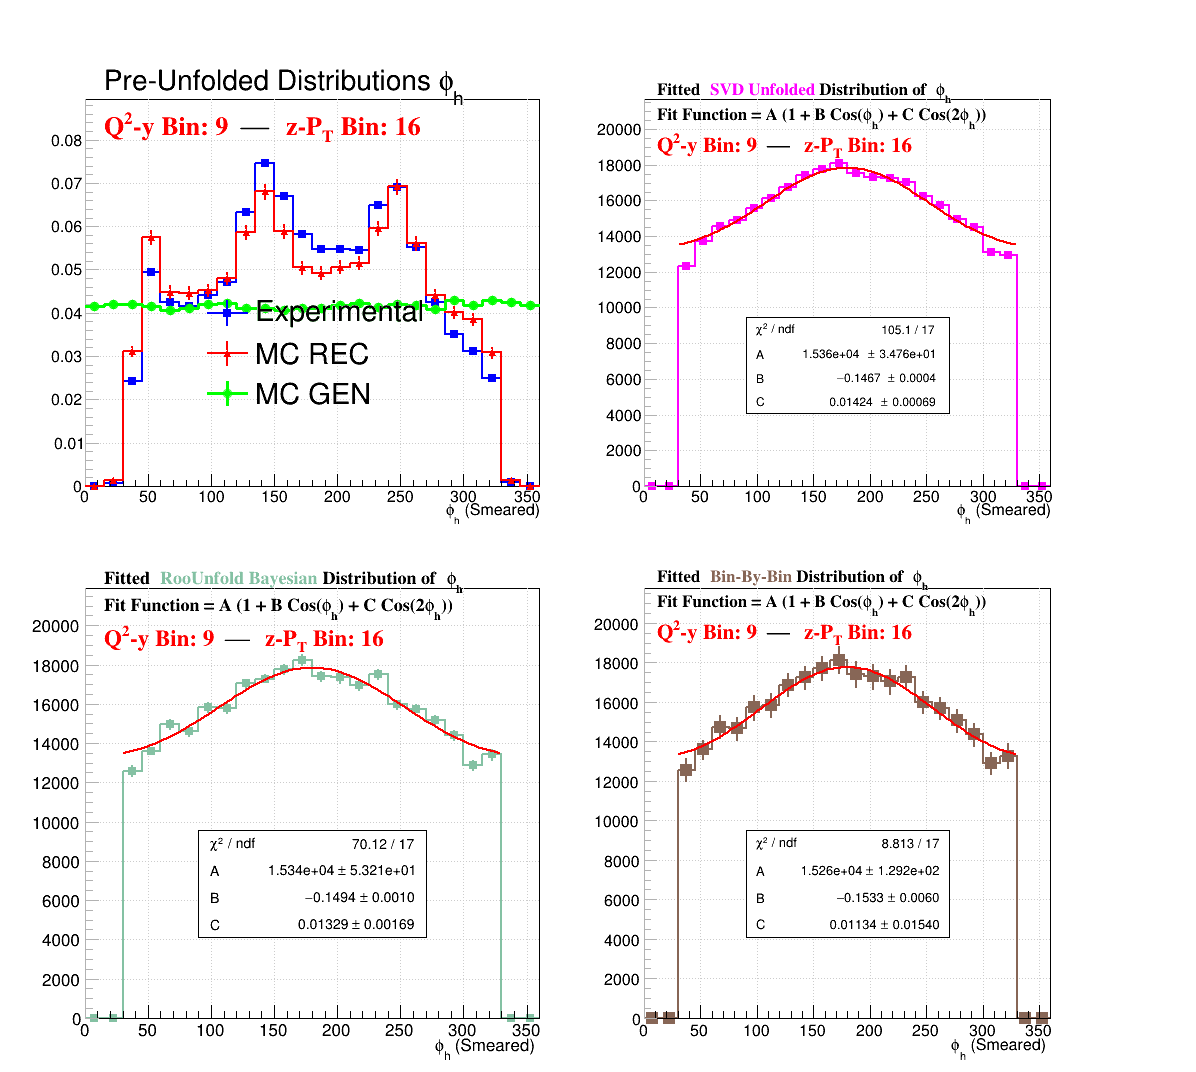 Pre-Unfolded Distributions ϕh
Q²-y Bin: 9 — z-PT Bin: 16
0.08
0.07
0.06
0.05
0.04
0.03
0.02
0.01
0
Experimental
MC REC
MC GEN
0 50 100 150 200 250 300 350
ϕh (Smeared)
Fitted SVD Unfolded Distribution of ϕh
Fit Function = A (1 + B Cos(ϕh) + C Cos(2ϕh))
Q²-y Bin: 9 — z-PT Bin: 16
20000
18000
16000
14000
12000
10000
8000
6000
4000
2000
0
χ² / ndf 105.1 / 17
A 1.536e+04 ± 3.476e+01
B −0.1467 ± 0.0004
C 0.01424 ± 0.00069
0 50 100 150 200 250 300 350
ϕh (Smeared)
Fitted RooUnfold Bayesian Distribution of ϕh
Fit Function = A (1 + B Cos(ϕh) + C Cos(2ϕh))
Q²-y Bin: 9 — z-PT Bin: 16
20000
18000
16000
14000
12000
10000
8000
6000
4000
2000
0
χ² / ndf 70.12 / 17
A 1.534e+04 ± 5.321e+01
B −0.1494 ± 0.0010
C 0.01329 ± 0.00169
0 50 100 150 200 250 300 350
ϕh (Smeared)
Fitted Bin-By-Bin Distribution of ϕh
Fit Function = A (1 + B Cos(ϕh) + C Cos(2ϕh))
Q²-y Bin: 9 — z-PT Bin: 16
20000
18000
16000
14000
12000
10000
8000
6000
4000
2000
0
χ² / ndf 8.813 / 17
A 1.526e+04 ± 1.292e+02
B −0.1533 ± 0.0060
C 0.01134 ± 0.01540
0 50 100 150 200 250 300 350
ϕh (Smeared)